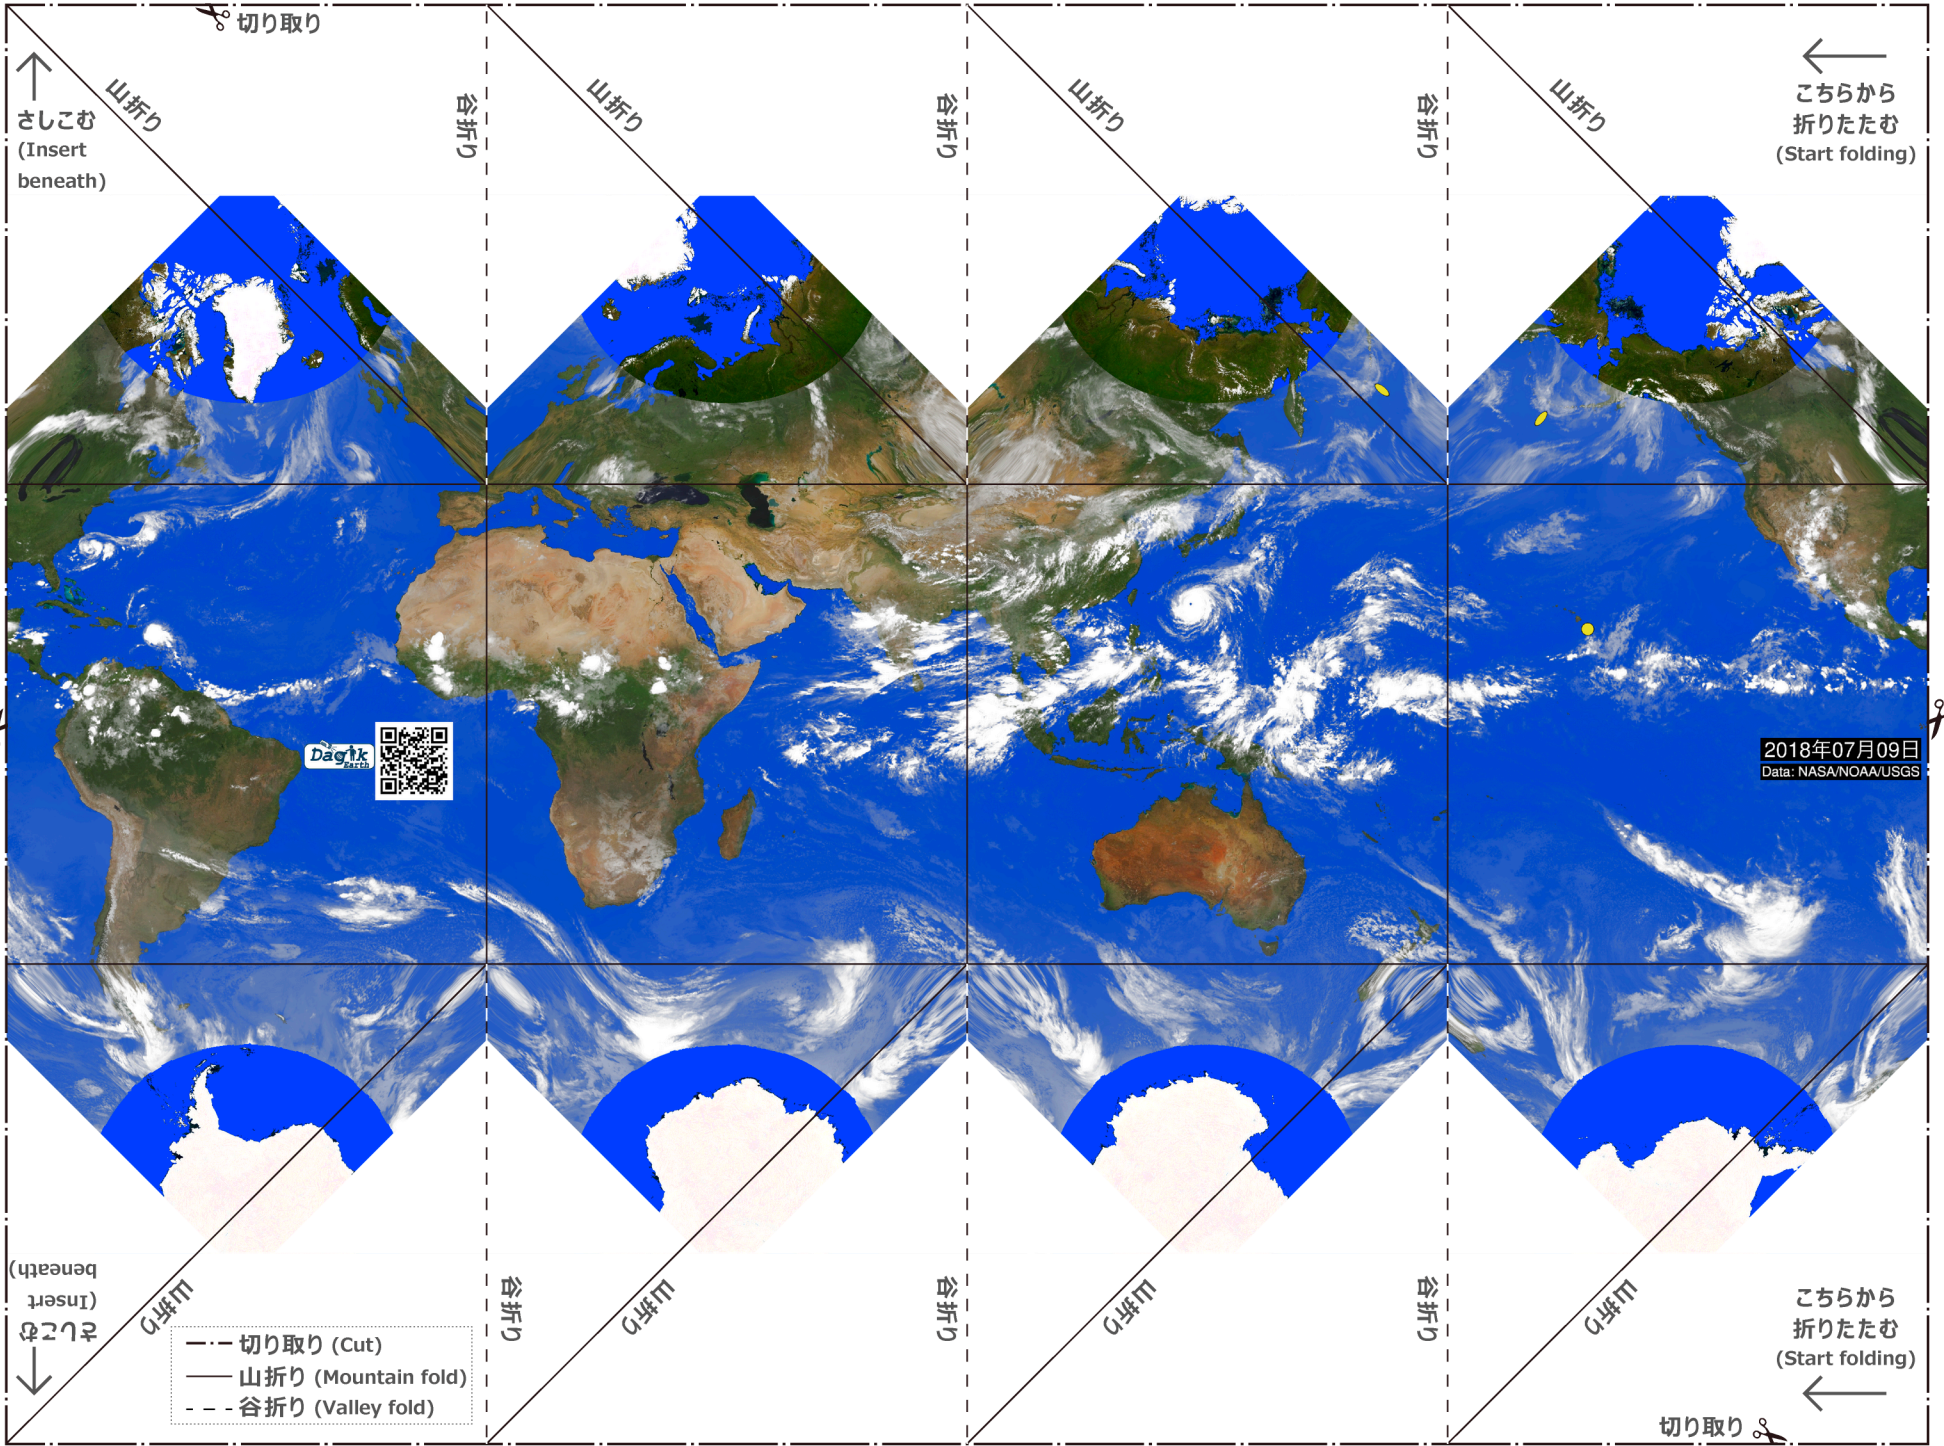 切り取り
山折り
谷折り
山折り
谷折り
山折り
谷折り
山折り
こちらから
折りたたむ
(Start folding)
さしこむ
(Insert
beneath)
Dagik
Earth
2018年07月09日
Data: NASA/NOAA/USGS
さしこむ
(Insert
beneath)
山折り
谷折り
山折り
谷折り
山折り
谷折り
山折り
こちらから
折りたたむ
(Start folding)
切り取り (Cut)
山折り (Mountain fold)
谷折り (Valley fold)
切り取り